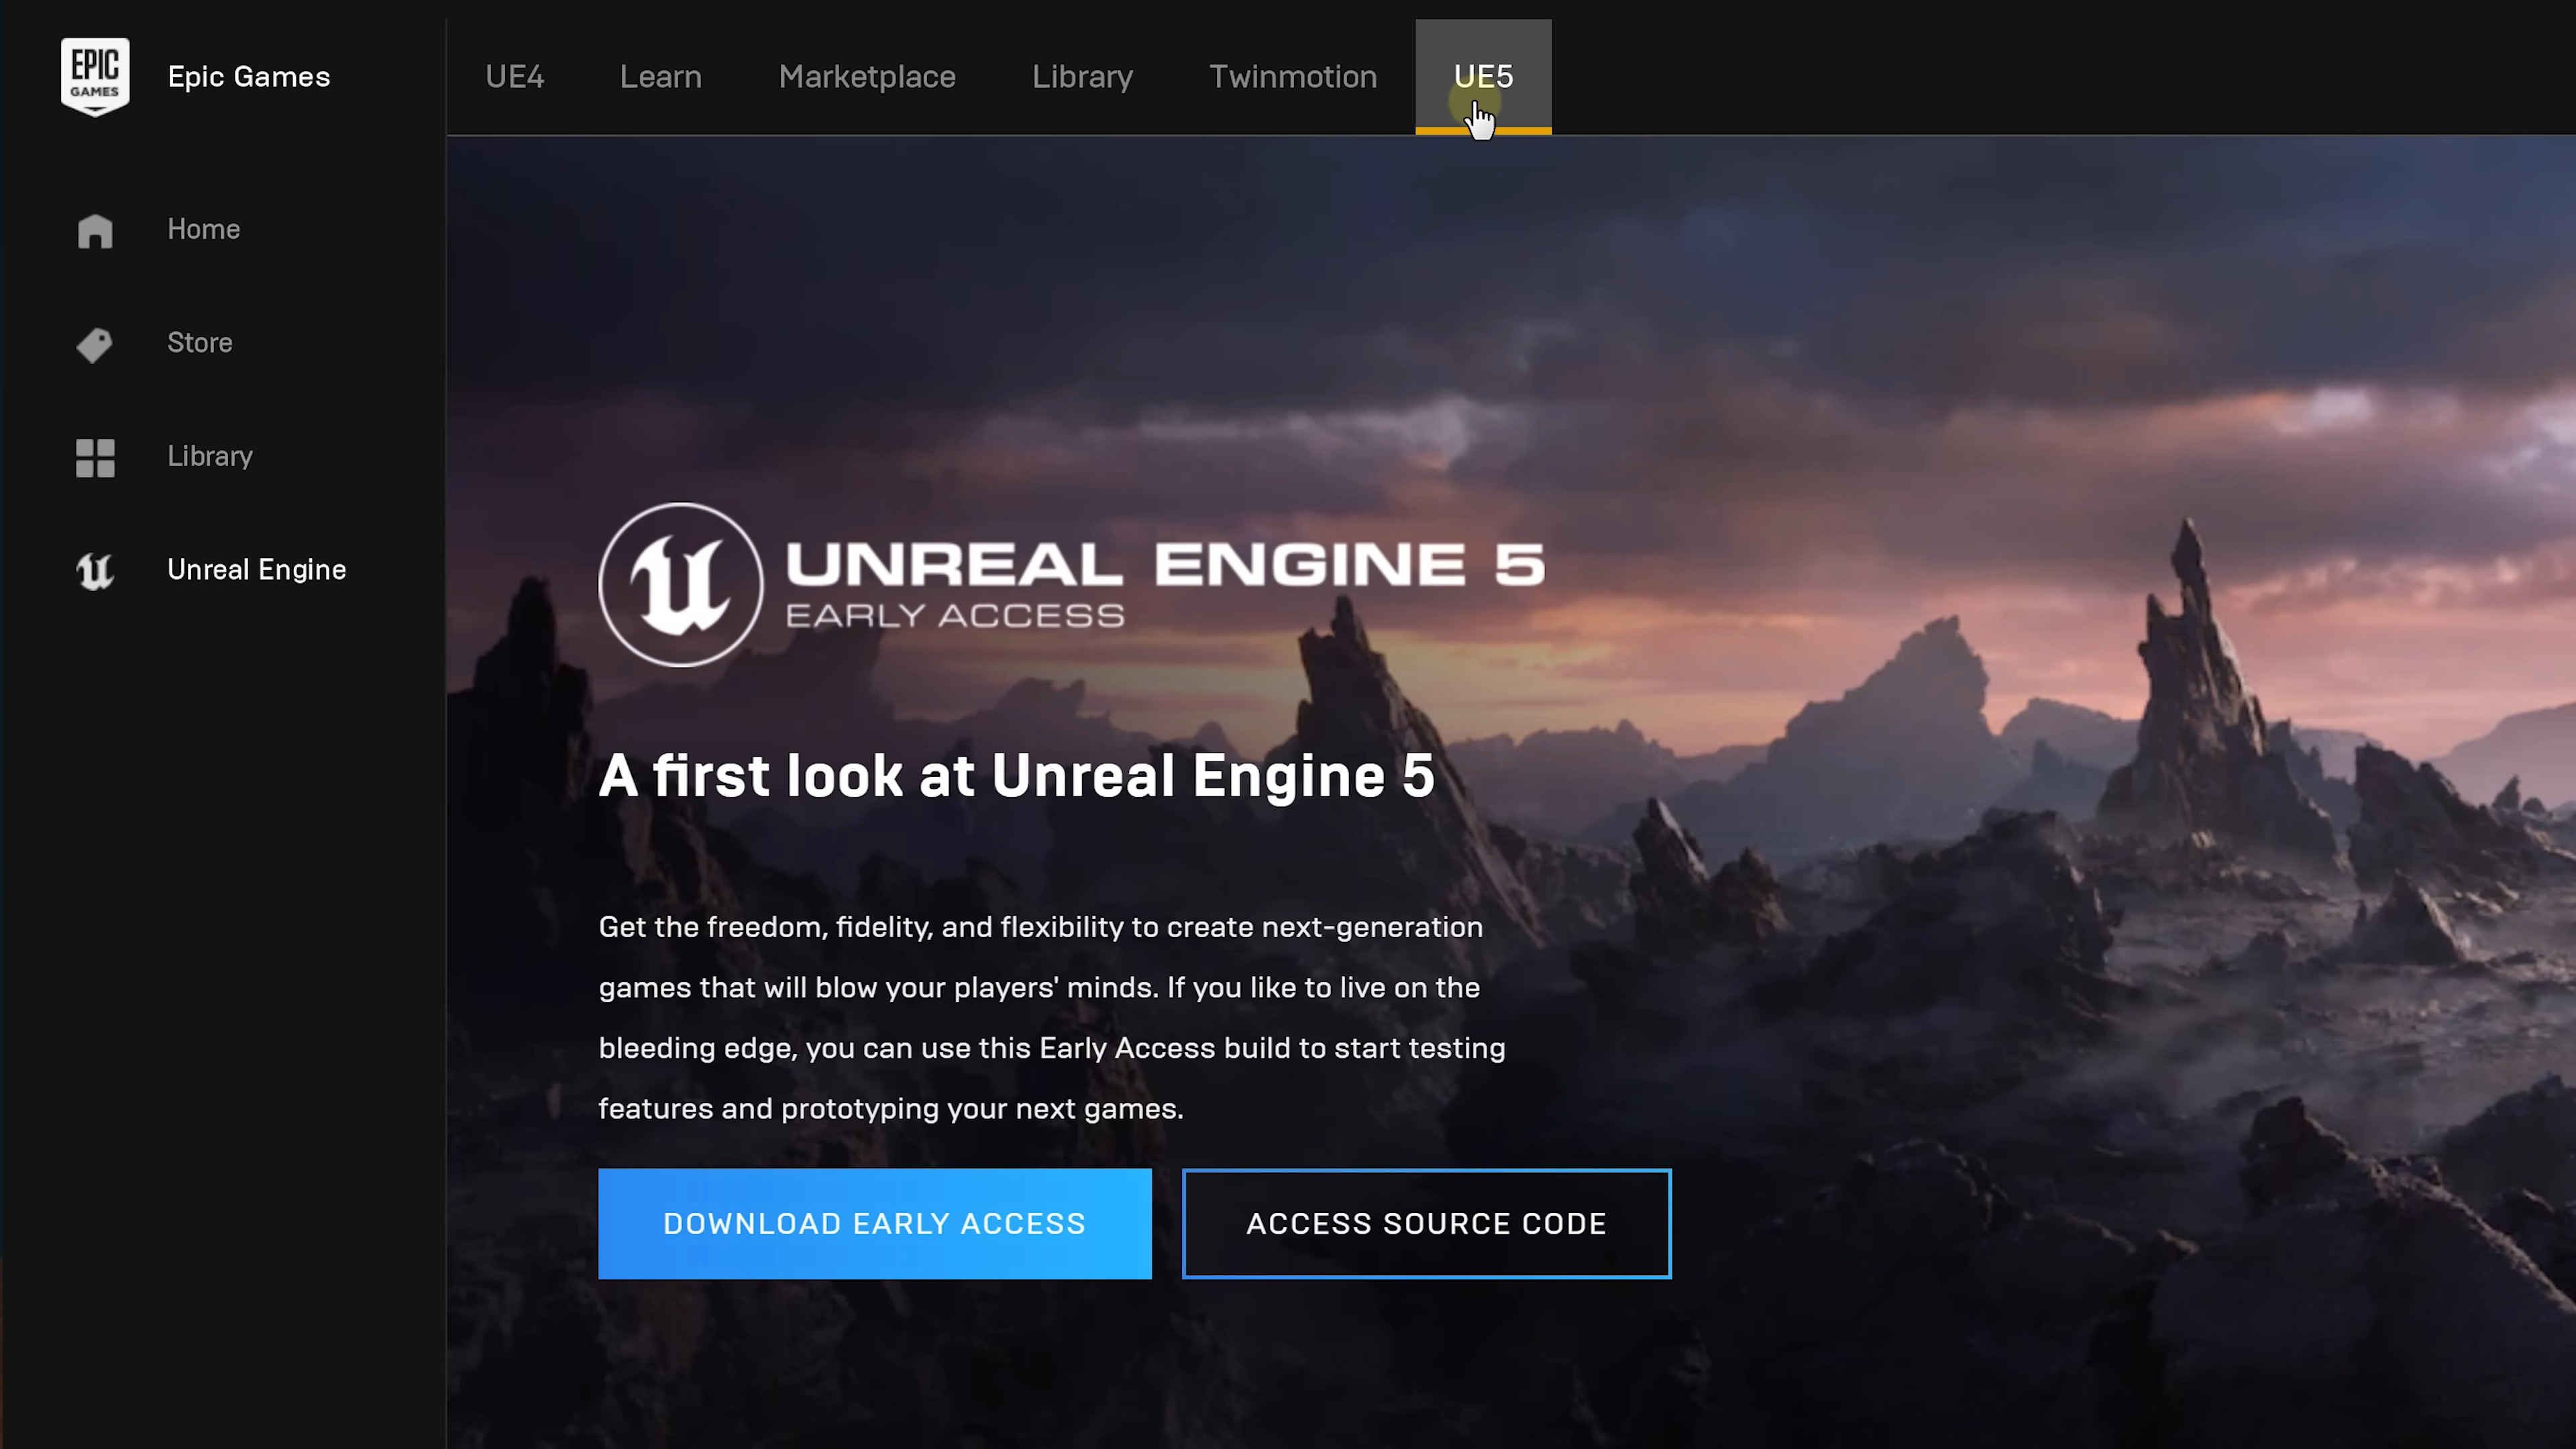 EPIC
GAMES
Epic Games
UE4
Learn
Marketplace
Library
Twinmotion
UE5
Home
Store
Library
Unreal Engine
UNREAL ENGINE 5
EARLY ACCESS
A first look at Unreal Engine 5
Get the freedom, fidelity, and flexibility to create next-generation
games that will blow your players' minds. If you like to live on the
bleeding edge, you can use this Early Access build to start testing
features and prototyping your next games.
DOWNLOAD EARLY ACCESS
ACCESS SOURCE CODE